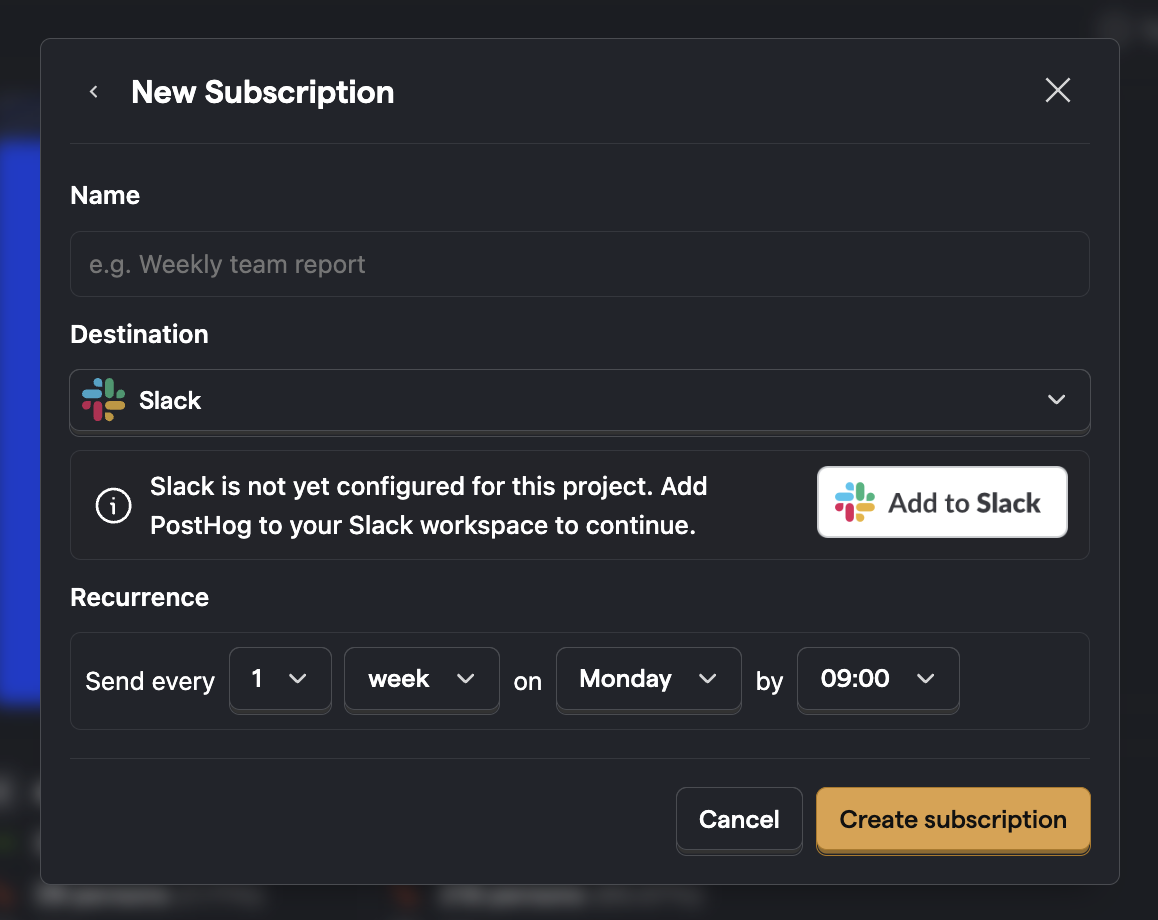 New Subscription
Name
e.g. Weekly team report
Destination
Slack
Slack is not yet configured for this project. Add
PostHog to your Slack workspace to continue.
Add to Slack
Recurrence
Send every 1 week on Monday by 09:00
Cancel Create subscription